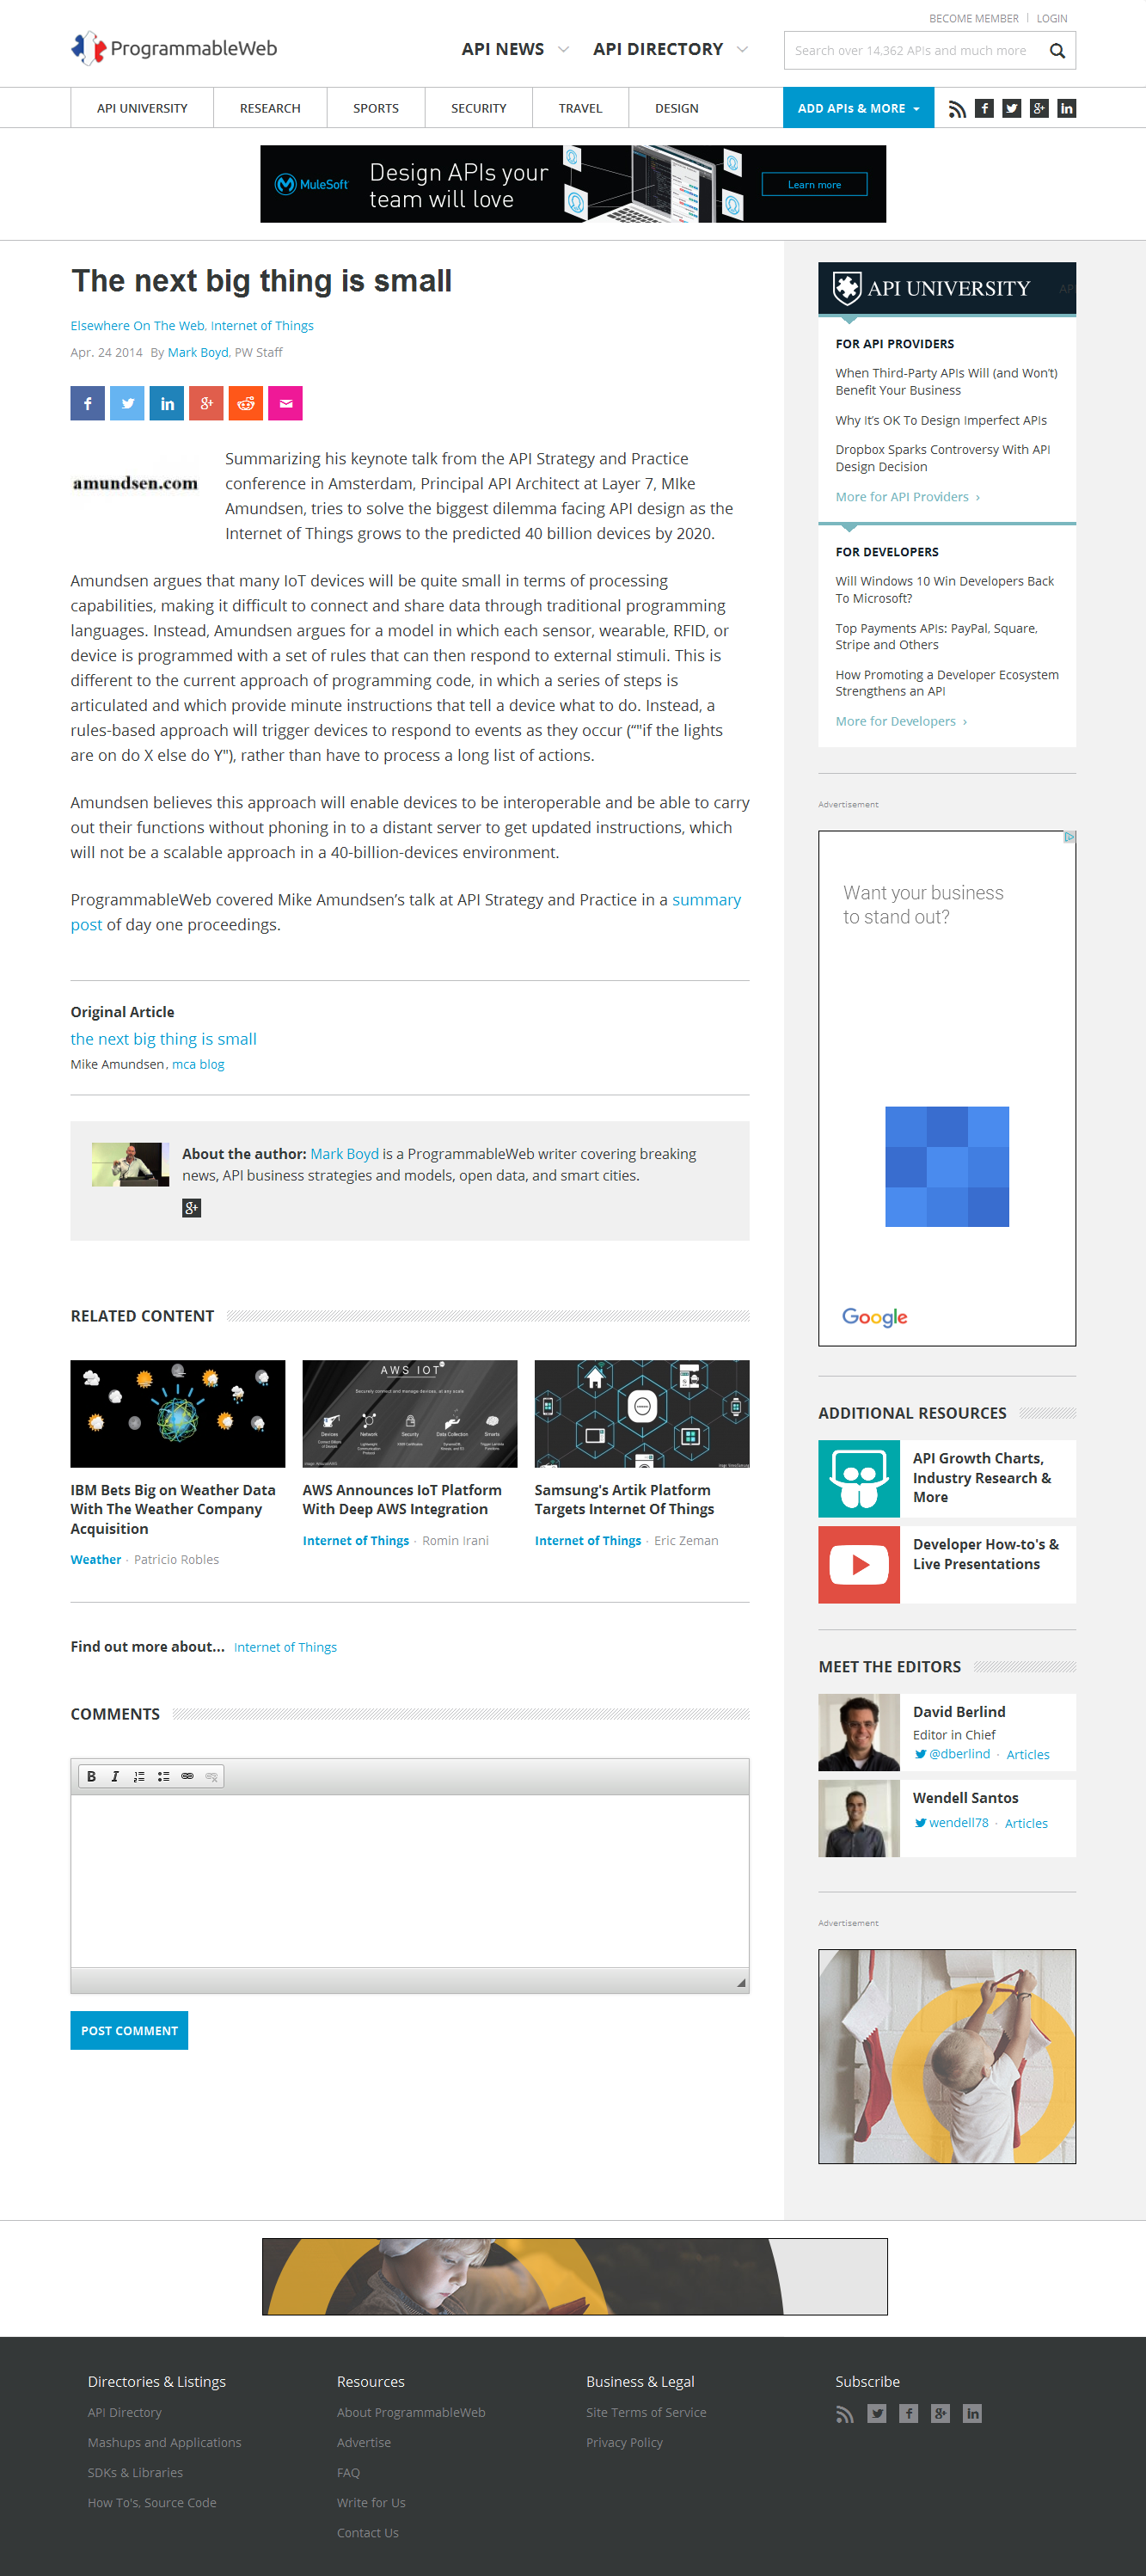 BECOME MEMBER | LOGIN
ProgrammableWeb
API NEWS
API DIRECTORY
Search over 14,362 APIs and much more
API UNIVERSITY
RESEARCH
SPORTS
SECURITY
TRAVEL
DESIGN
ADD APIs & MORE
MuleSoft
Design APIs your
team will love
Learn more
The next big thing is small
Elsewhere On The Web, Internet of Things
Apr. 24 2014 By Mark Boyd, PW Staff
amundsen.com
Summarizing his keynote talk from the API Strategy and Practice
conference in Amsterdam, Principal API Architect at Layer 7, MIke
Amundsen, tries to solve the biggest dilemma facing API design as the
Internet of Things grows to the predicted 40 billion devices by 2020.
Amundsen argues that many IoT devices will be quite small in terms of processing
capabilities, making it difficult to connect and share data through traditional programming
languages. Instead, Amundsen argues for a model in which each sensor, wearable, RFID, or
device is programmed with a set of rules that can then respond to external stimuli. This is
different to the current approach of programming code, in which a series of steps is
articulated and which provide minute instructions that tell a device what to do. Instead, a
rules-based approach will trigger devices to respond to events as they occur (“"if the lights
are on do X else do Y"), rather than have to process a long list of actions.
Amundsen believes this approach will enable devices to be interoperable and be able to carry
out their functions without phoning in to a distant server to get updated instructions, which
will not be a scalable approach in a 40-billion-devices environment.
ProgrammableWeb covered Mike Amundsen’s talk at API Strategy and Practice in a summary
post of day one proceedings.
Original Article
the next big thing is small
Mike Amundsen, mca blog
About the author: Mark Boyd is a ProgrammableWeb writer covering breaking
news, API business strategies and models, open data, and smart cities.
RELATED CONTENT
AWS IOT
Securely connect and manage devices, at any scale
Devices
Network
Security
Data Collection
Smarts
IBM Bets Big on Weather Data
With The Weather Company
Acquisition
Weather · Patricio Robles
AWS Announces IoT Platform
With Deep AWS Integration
Internet of Things · Romin Irani
Samsung's Artik Platform
Targets Internet Of Things
Internet of Things · Eric Zeman
Find out more about... Internet of Things
COMMENTS
B I
POST COMMENT
API UNIVERSITY
AP
FOR API PROVIDERS
When Third-Party APIs Will (and Won’t)
Benefit Your Business
Why It’s OK To Design Imperfect APIs
Dropbox Sparks Controversy With API
Design Decision
More for API Providers ›
FOR DEVELOPERS
Will Windows 10 Win Developers Back
To Microsoft?
Top Payments APIs: PayPal, Square,
Stripe and Others
How Promoting a Developer Ecosystem
Strengthens an API
More for Developers ›
Advertisement
Want your business
to stand out?
Google
ADDITIONAL RESOURCES
API Growth Charts,
Industry Research &
More
Developer How-to's &
Live Presentations
MEET THE EDITORS
David Berlind
Editor in Chief
@dberlind · Articles
Wendell Santos
wendell78 · Articles
Advertisement
Directories & Listings
API Directory
Mashups and Applications
SDKs & Libraries
How To's, Source Code
Resources
About ProgrammableWeb
Advertise
FAQ
Write for Us
Contact Us
Business & Legal
Site Terms of Service
Privacy Policy
Subscribe